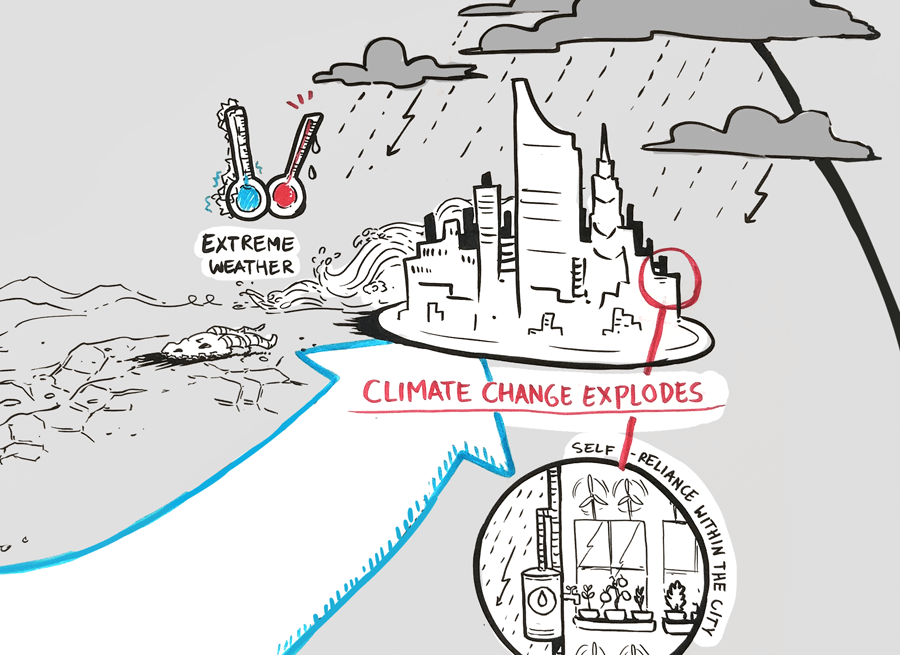 EXTREME
WEATHER
CLIMATE CHANGE EXPLODES
SELF-RELIANCE WITHIN THE CITY